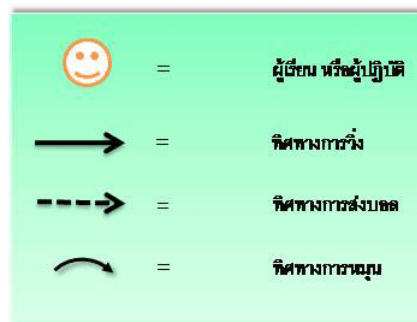 = ผู้เรียน หรือผู้ปฏิบัติ
= ทิศทางการวิ่ง
= ทิศทางการส่งบอล
= ทิศทางการหมุน